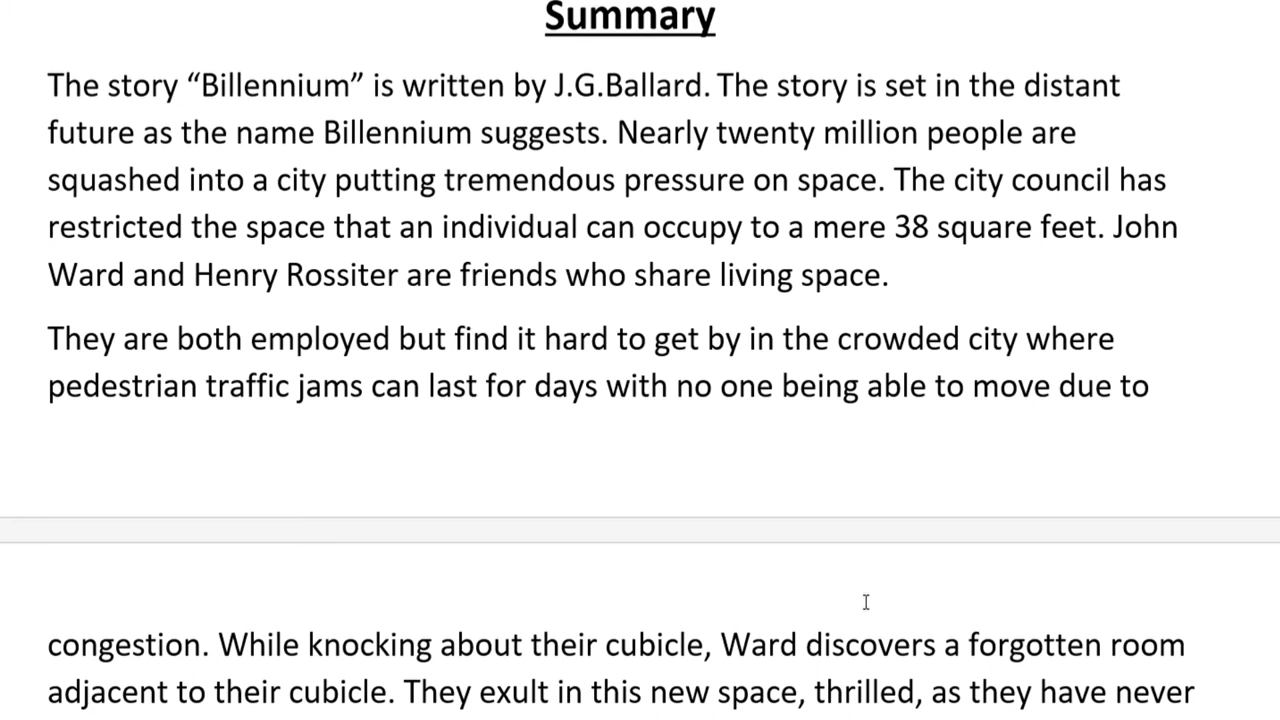 Summary
The story “Billennium” is written by J.G.Ballard. The story is set in the distant
future as the name Billennium suggests. Nearly twenty million people are
squashed into a city putting tremendous pressure on space. The city council has
restricted the space that an individual can occupy to a mere 38 square feet. John
Ward and Henry Rossiter are friends who share living space.
They are both employed but find it hard to get by in the crowded city where
pedestrian traffic jams can last for days with no one being able to move due to
congestion. While knocking about their cubicle, Ward discovers a forgotten room
adjacent to their cubicle. They exult in this new space, thrilled, as they have never